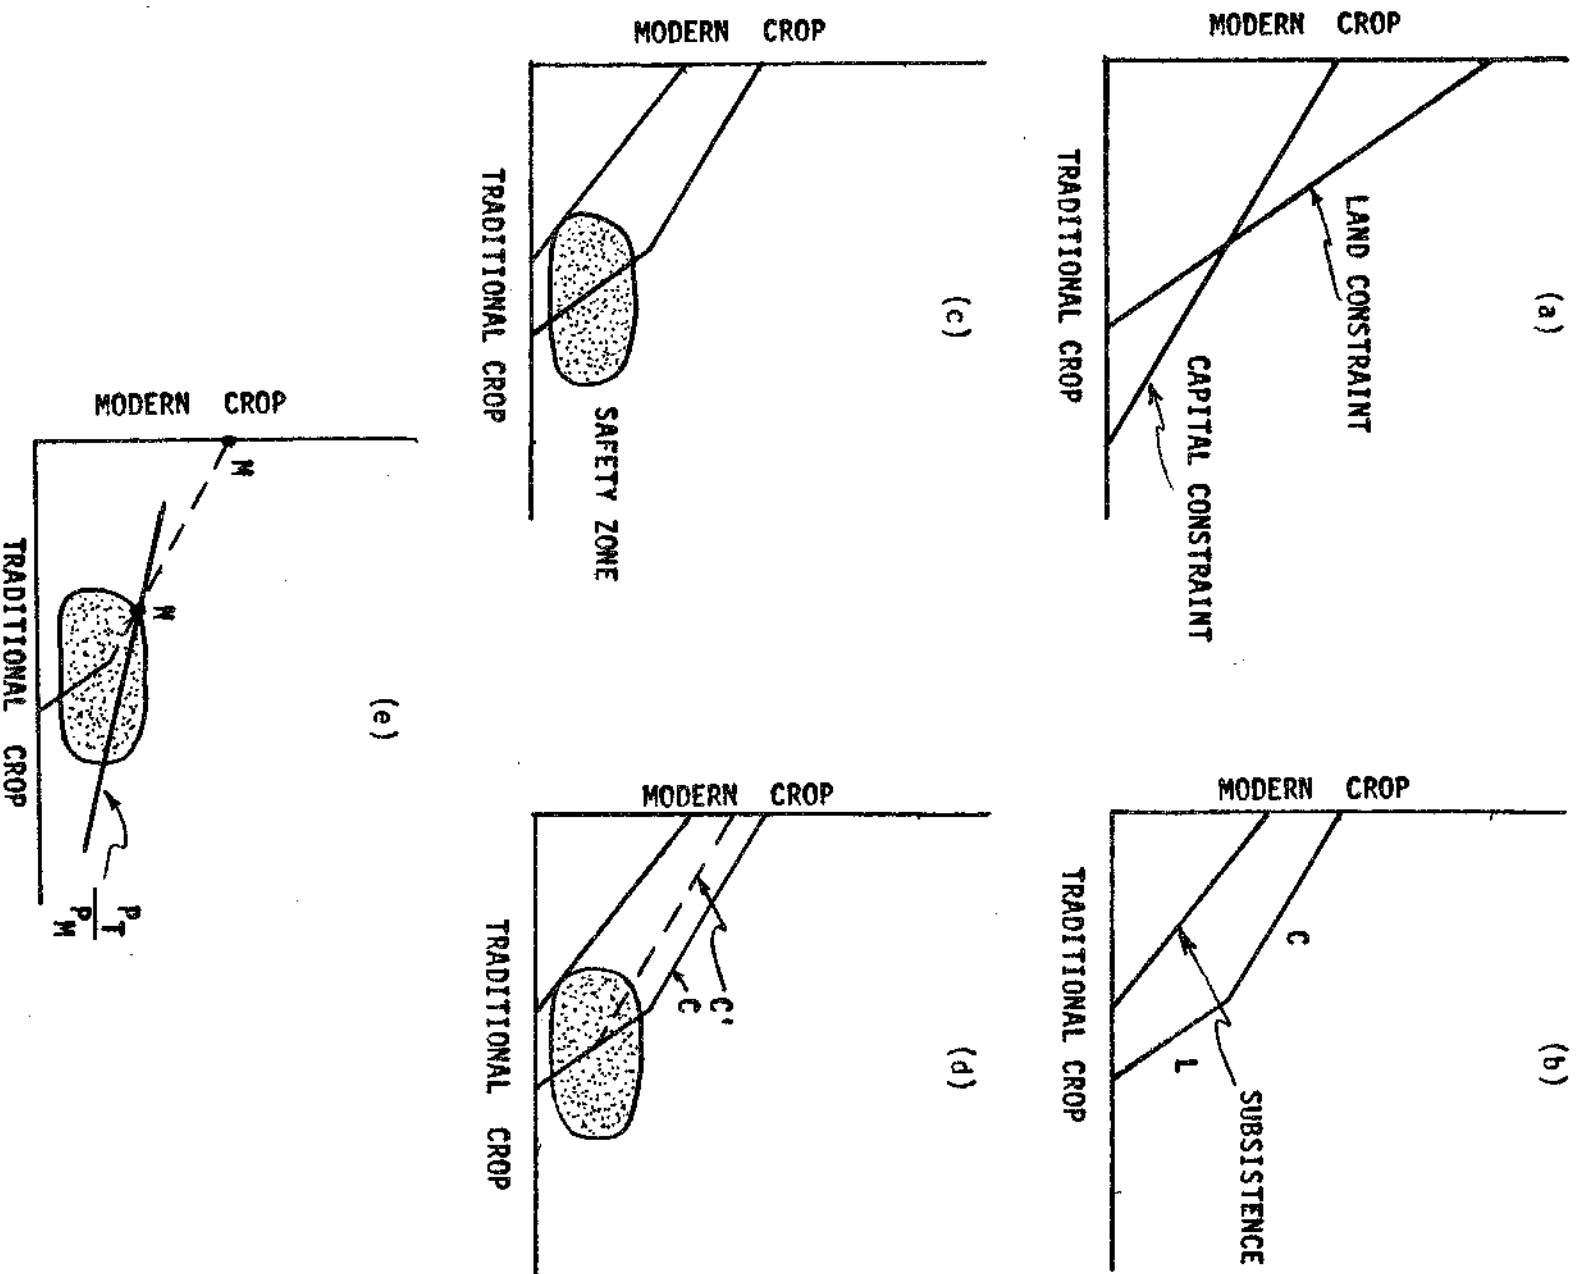 (a)
MODERN CROP
LAND CONSTRAINT
CAPITAL CONSTRAINT
TRADITIONAL CROP
(b)
MODERN CROP
C
SUBSISTENCE
L
TRADITIONAL CROP
(c)
MODERN CROP
SAFETY ZONE
TRADITIONAL CROP
(d)
MODERN CROP
C'
C
TRADITIONAL CROP
(e)
MODERN CROP
M
M
P_T
P_M
TRADITIONAL CROP